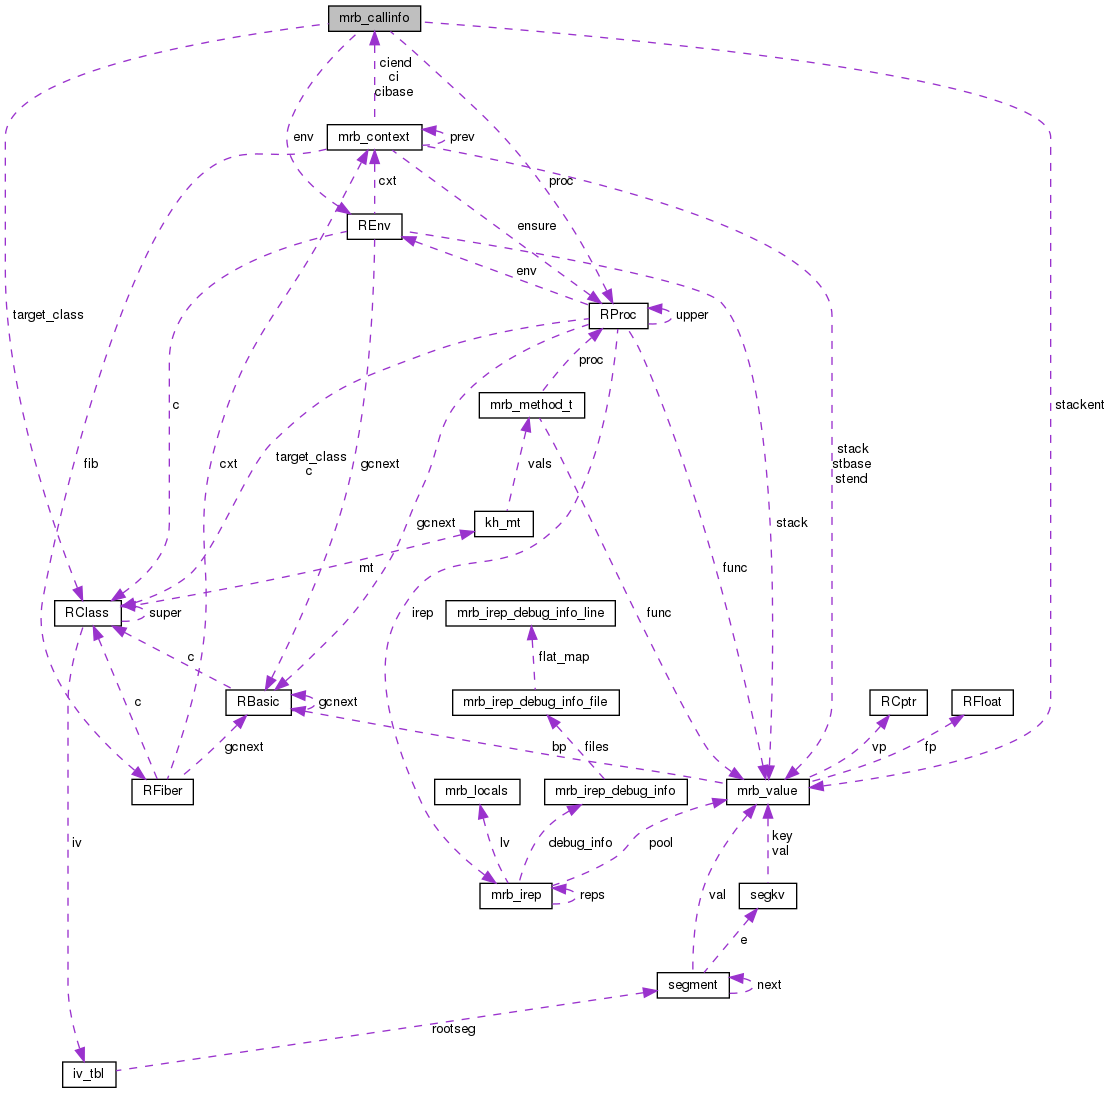 mrb_callinfo
ciend
ci
cibase
mrb_context
prev
env
cxt
proc
REnv
ensure
env
target_class
RProc
upper
proc
mrb_method_t
c
stackent
stack
stbase
stend
fib
cxt
target_class
c
gcnext
vals
gcnext
kh_mt
stack
mt
func
irep
func
RClass
super
mrb_irep_debug_info_line
flat_map
c
c
RBasic
gcnext
mrb_irep_debug_info_file
RCptr
RFloat
gcnext
bp
files
vp
fp
RFiber
mrb_locals
mrb_irep_debug_info
mrb_value
iv
lv
debug_info
pool
key
val
mrb_irep
reps
val
segkv
e
segment
next
rootseg
iv_tbl